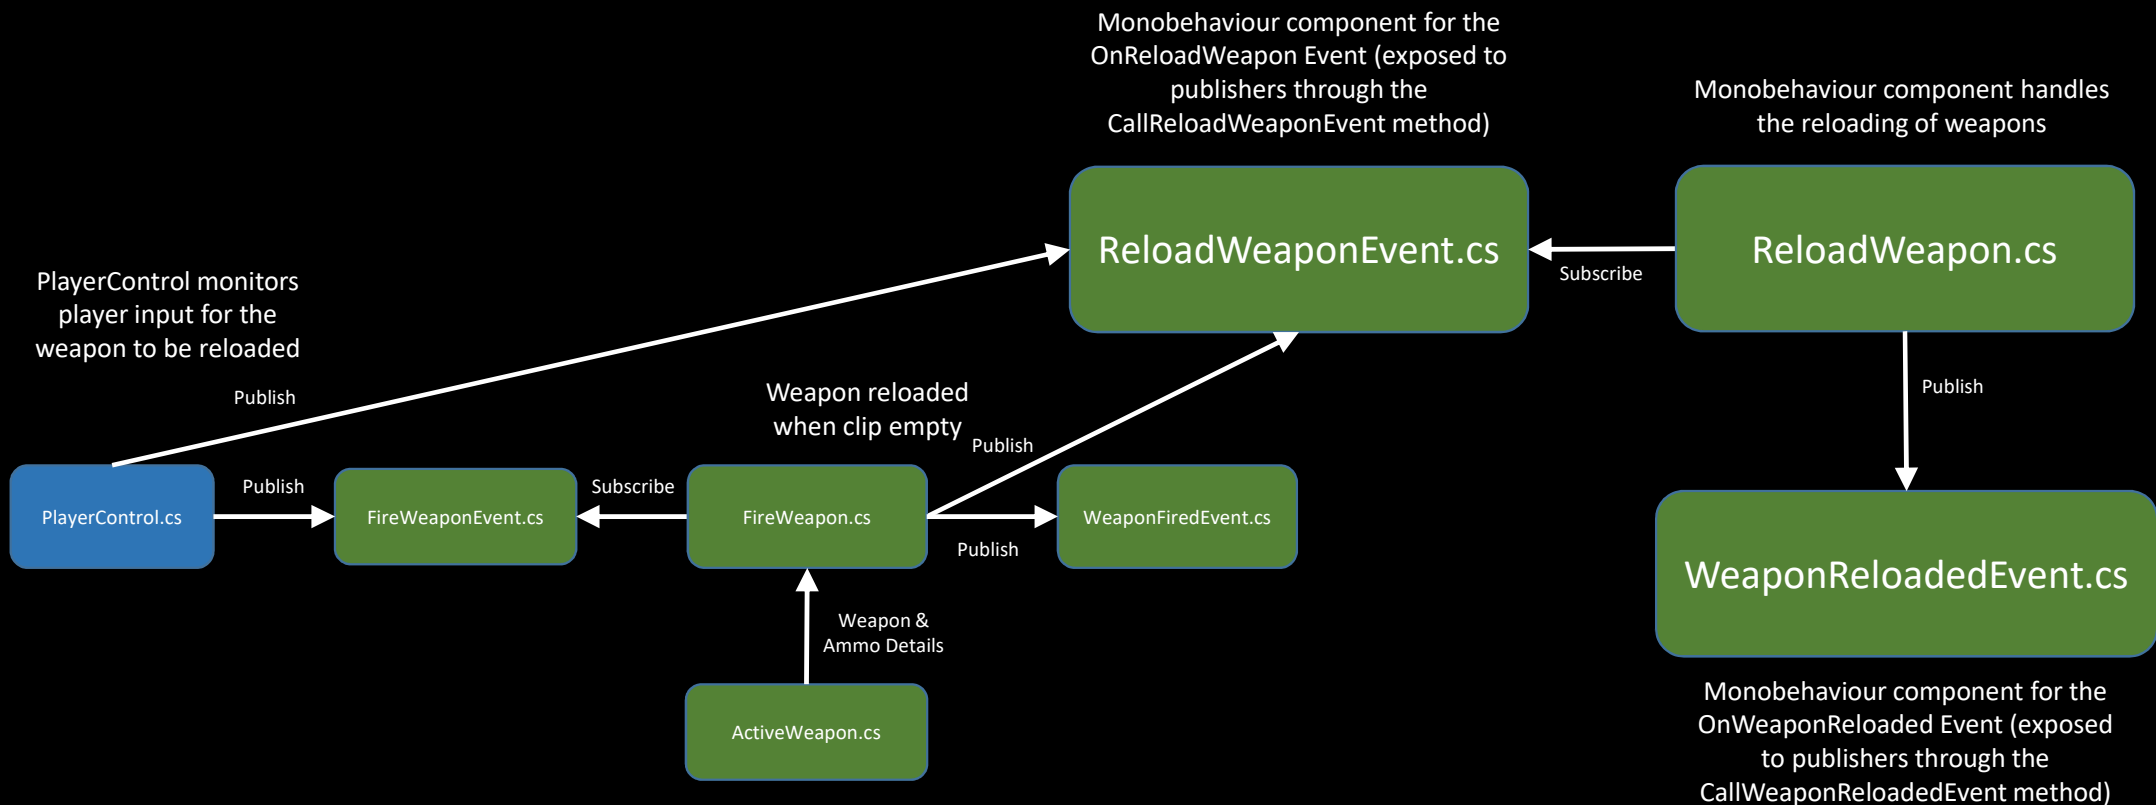 Monobehaviour component for the
OnReloadWeapon Event (exposed to
publishers through the
CallReloadWeaponEvent method)
Monobehaviour component handles
the reloading of weapons
ReloadWeaponEvent.cs
Subscribe
ReloadWeapon.cs
PlayerControl monitors
player input for the
weapon to be reloaded
Publish
Weapon reloaded
when clip empty
Publish
Publish
PlayerControl.cs
Publish
FireWeaponEvent.cs
Subscribe
FireWeapon.cs
Publish
WeaponFiredEvent.cs
WeaponReloadedEvent.cs
Weapon &
Ammo Details
ActiveWeapon.cs
Monobehaviour component for the
OnWeaponReloaded Event (exposed
to publishers through the
CallWeaponReloadedEvent method)